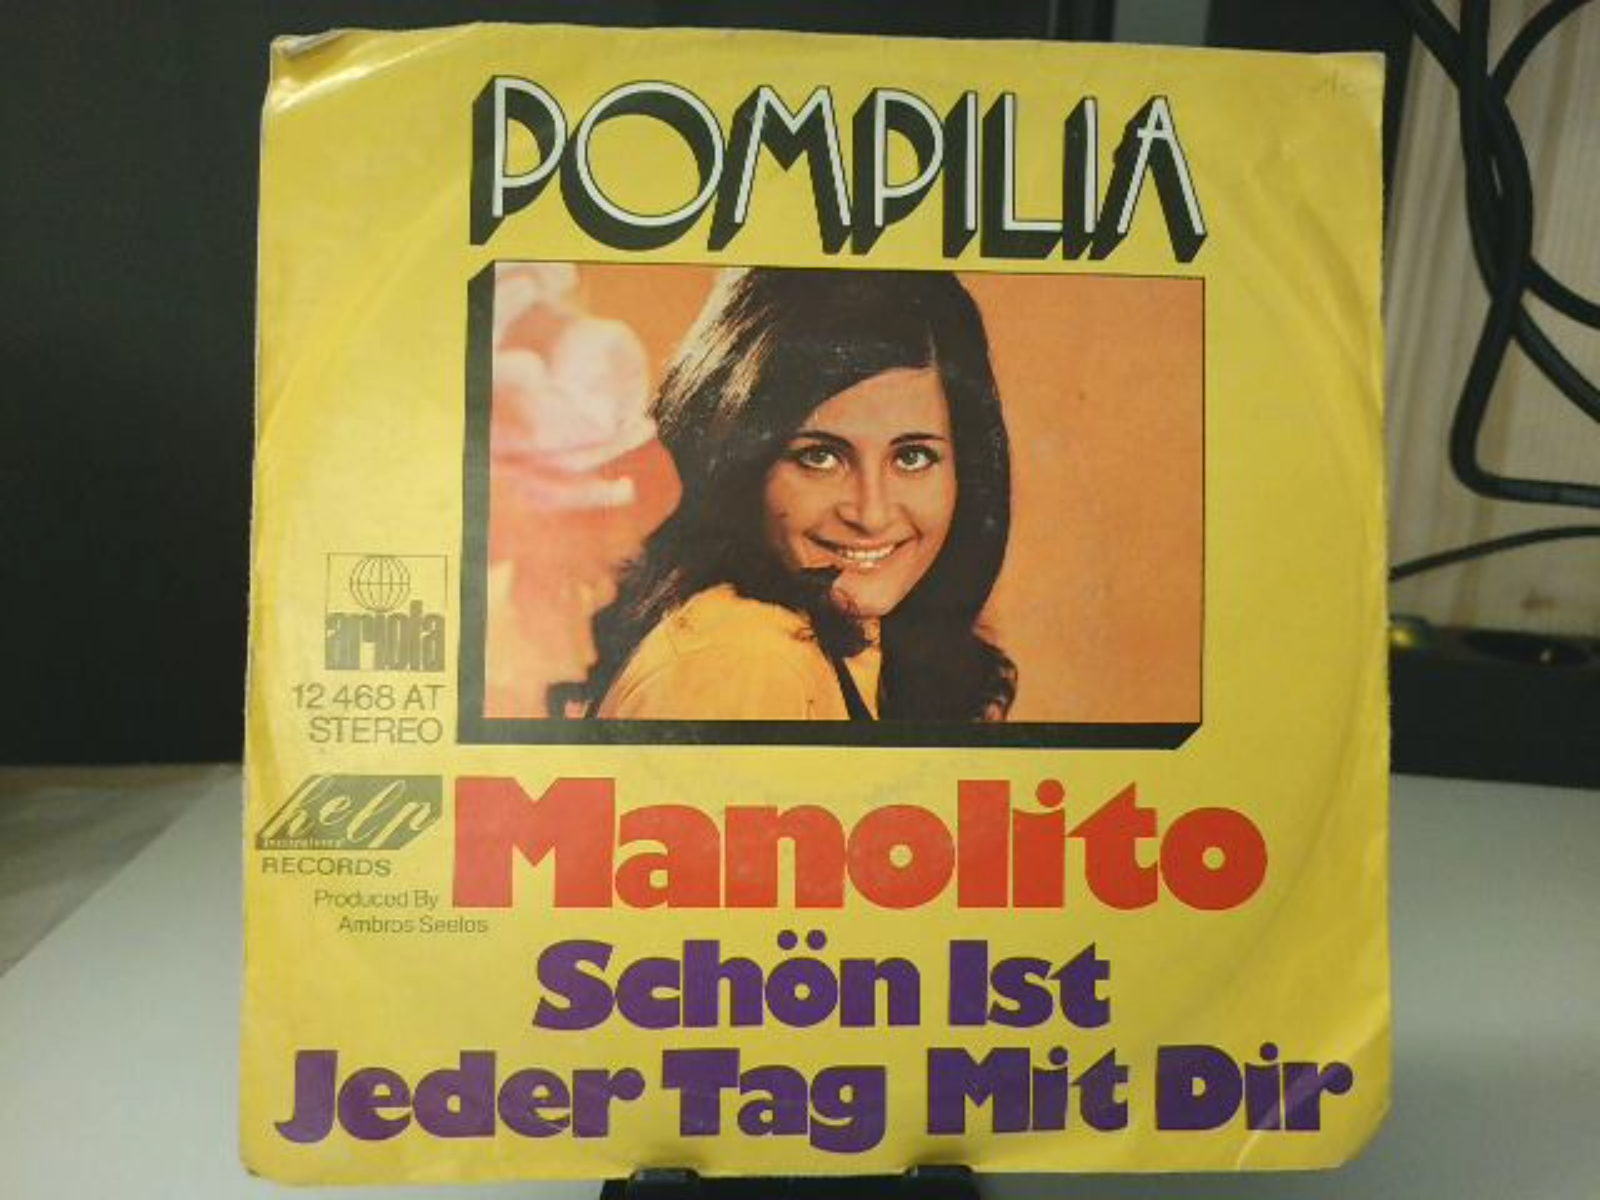 POMPILIA
ariola
12 468 AT
STEREO
help
RECORDS
Produced By
Ambros Seelos
Manolito
Schön Ist
Jeder Tag Mit Dir